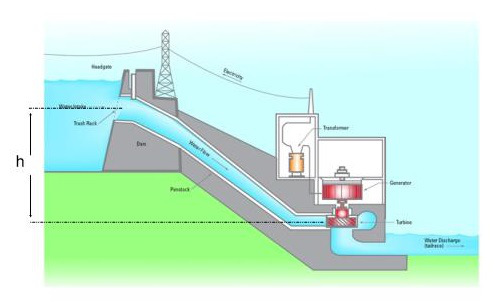 Headgate
Electricity
Water Intake
Trash Rack
Transformer
h
Dam
Water Flow
Generator
Penstock
Turbine
Water Discharge
(tailrace)